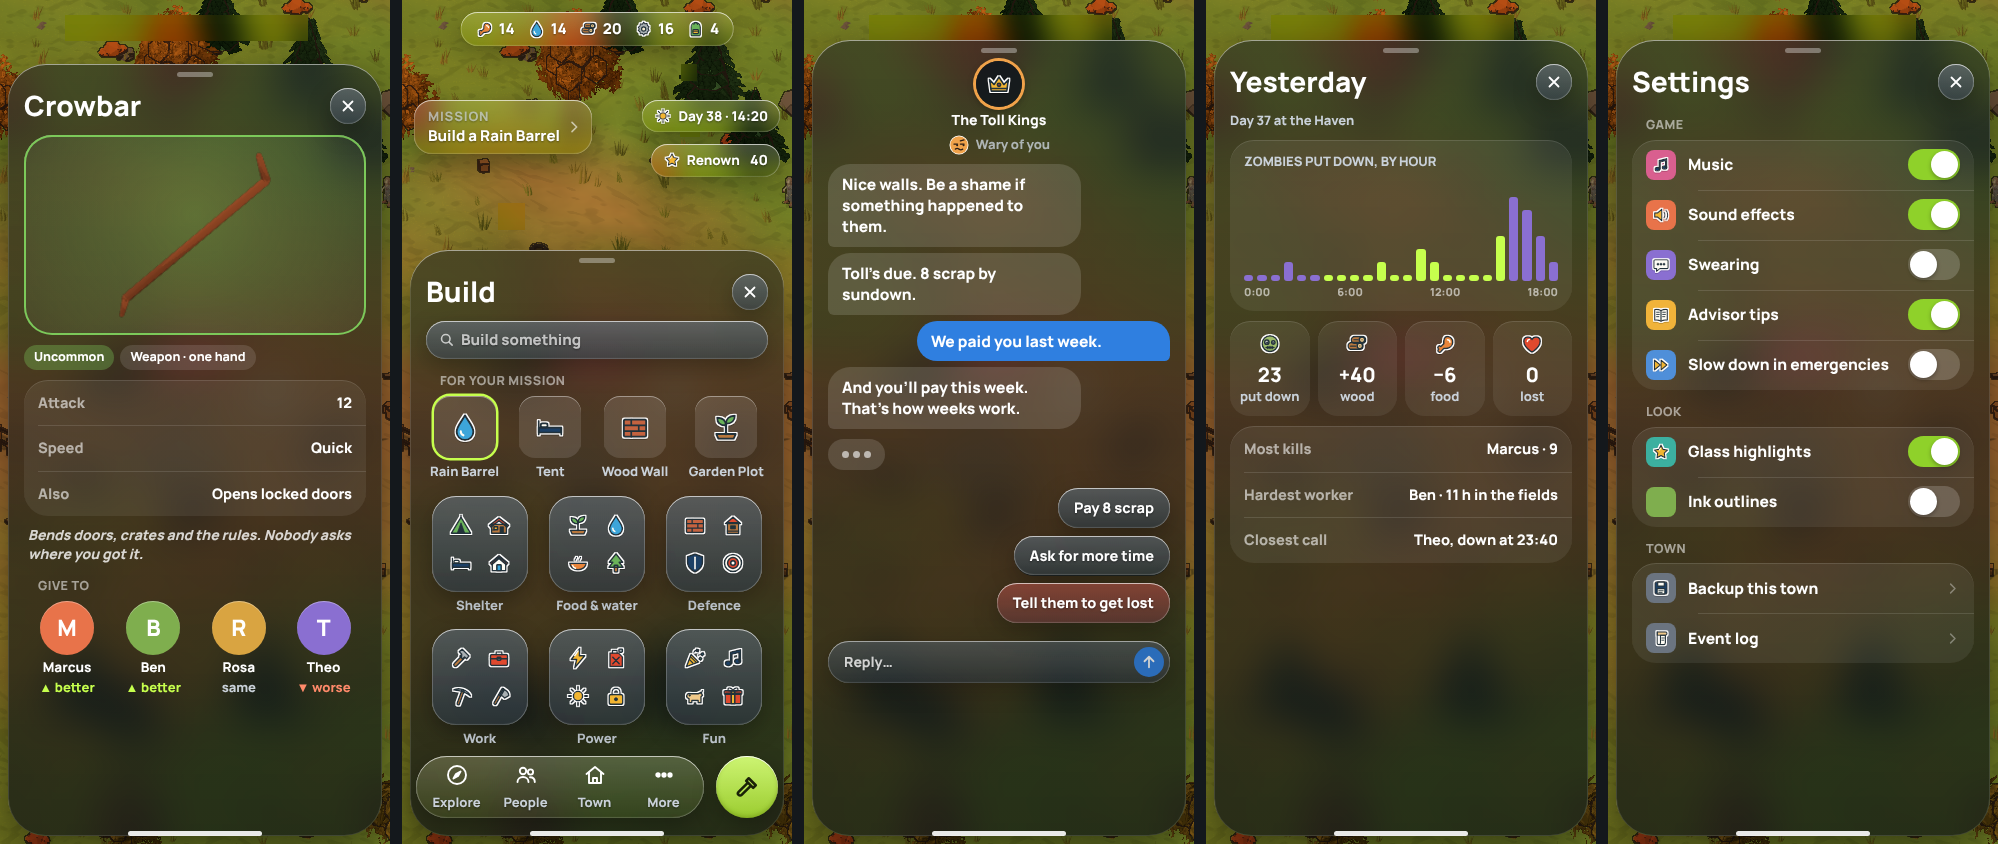 Crowbar
Uncommon
Weapon · one hand
Attack 12
Speed Quick
Also Opens locked doors
Bends doors, crates and the rules. Nobody asks
where you got it.
GIVE TO
M B R T
Marcus Ben Rosa Theo
▲ better ▲ better same ▼ worse
14 14 20 16 4
MISSION
Build a Rain Barrel
Day 38 · 14:20
Renown 40
Build
Build something
FOR YOUR MISSION
Rain Barrel Tent Wood Wall Garden Plot
Shelter Food & water Defence
Work Power Fun
Explore People Town More
The Toll Kings
Wary of you
Nice walls. Be a shame if
something happened to
them.
Toll's due. 8 scrap by
sundown.
We paid you last week.
And you'll pay this week.
That's how weeks work.
Pay 8 scrap
Ask for more time
Tell them to get lost
Reply...
Yesterday
Day 37 at the Haven
ZOMBIES PUT DOWN, BY HOUR
0:00 6:00 12:00 18:00
23 +40 −6 0
put down wood food lost
Most kills Marcus · 9
Hardest worker Ben · 11 h in the fields
Closest call Theo, down at 23:40
Settings
GAME
Music
Sound effects
Swearing
Advisor tips
Slow down in emergencies
LOOK
Glass highlights
Ink outlines
TOWN
Backup this town
Event log